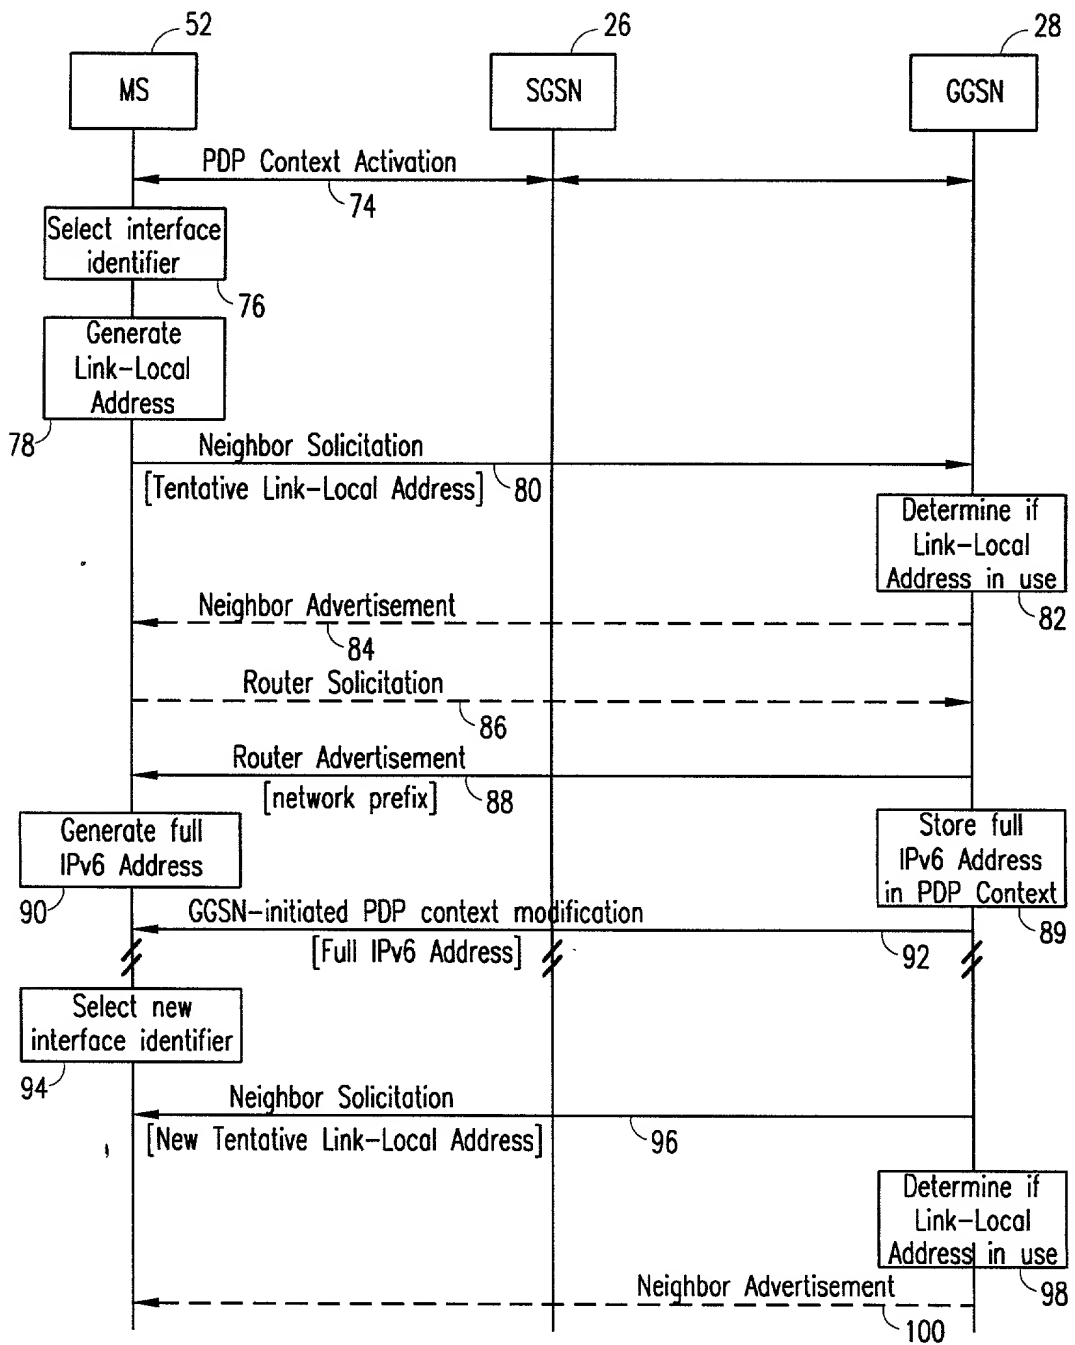 52
26
28
MS
SGSN
GGSN
PDP Context Activation
74
Select interface
identifier
76
Generate
Link-Local
Address
78
Neighbor Solicitation
[Tentative Link-Local Address]
80
Determine if
Link-Local
Address in use
82
Neighbor Advertisement
84
Router Solicitation
86
Router Advertisement
[network prefix]
88
Generate full
IPv6 Address
90
Store full
IPv6 Address
in PDP Context
89
GGSN-initiated PDP context modification
[Full IPv6 Address]
92
Select new
interface identifier
94
Neighbor Solicitation
[New Tentative Link-Local Address]
96
Determine if
Link-Local
Address in use
98
Neighbor Advertisement
100